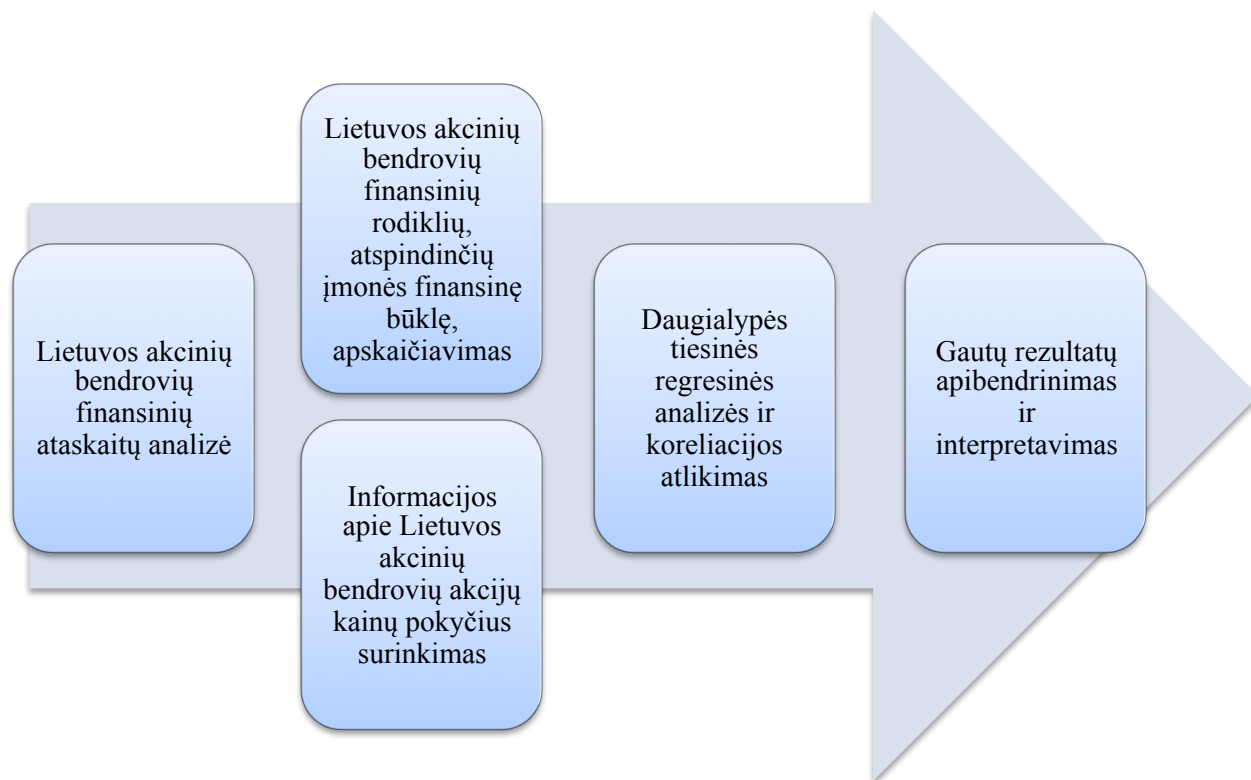 Lietuvos akcinių
bendrovių
finansinių
ataskaitų analizė
Lietuvos akcinių
bendrovių
finansinių
rodiklių,
atspindinčių
įmonės finansinę
būklę,
apskaičiavimas
Informacijos
apie Lietuvos
akcinių
bendrovių akcijų
kainų pokyčius
surinkimas
Daugialypės
tiesinės
regresinės
analizės ir
koreliacijos
atlikimas
Gautų rezultatų
apibendrinimas
ir
interpretavimas